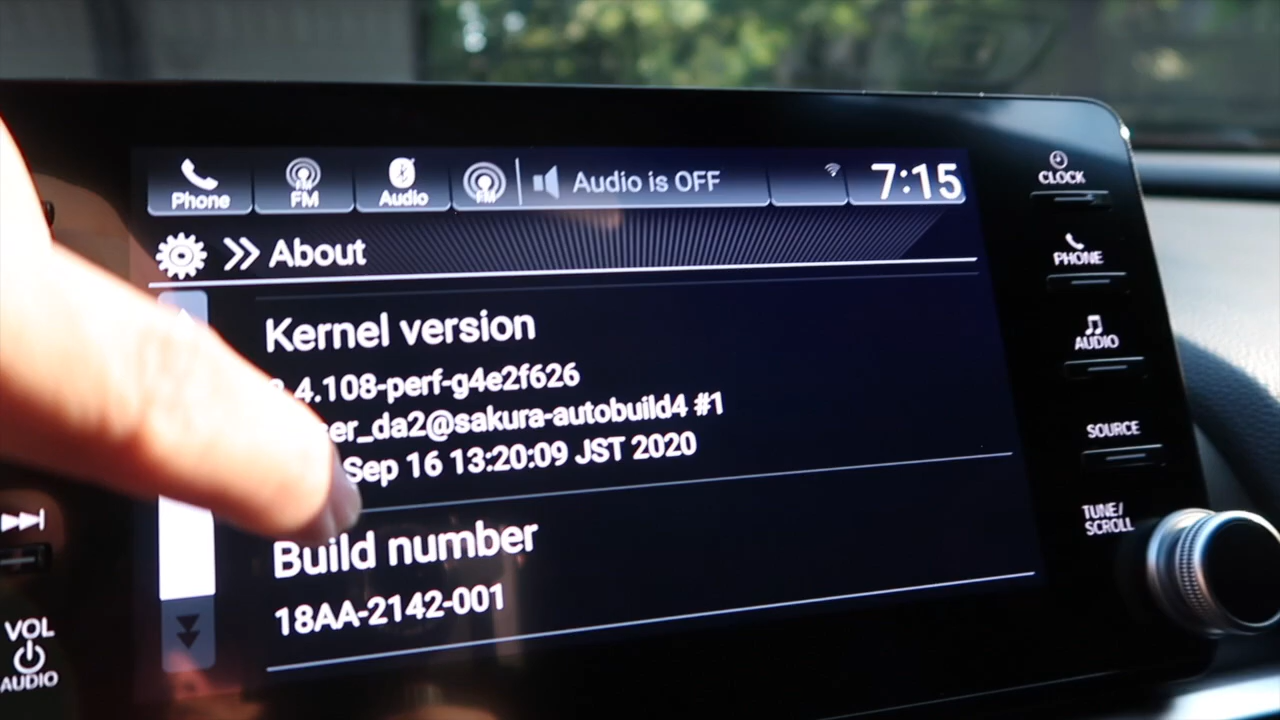 Phone
FM
Audio
FM
Audio is OFF
7:15
About
Kernel version
.4.108-perf-g4e2f626
er_da2@sakura-autobuild4 #1
Sep 16 13:20:09 JST 2020
Build number
18AA-2142-001
CLOCK
PHONE
AUDIO
SOURCE
TUNE/
SCROLL
VOL
AUDIO